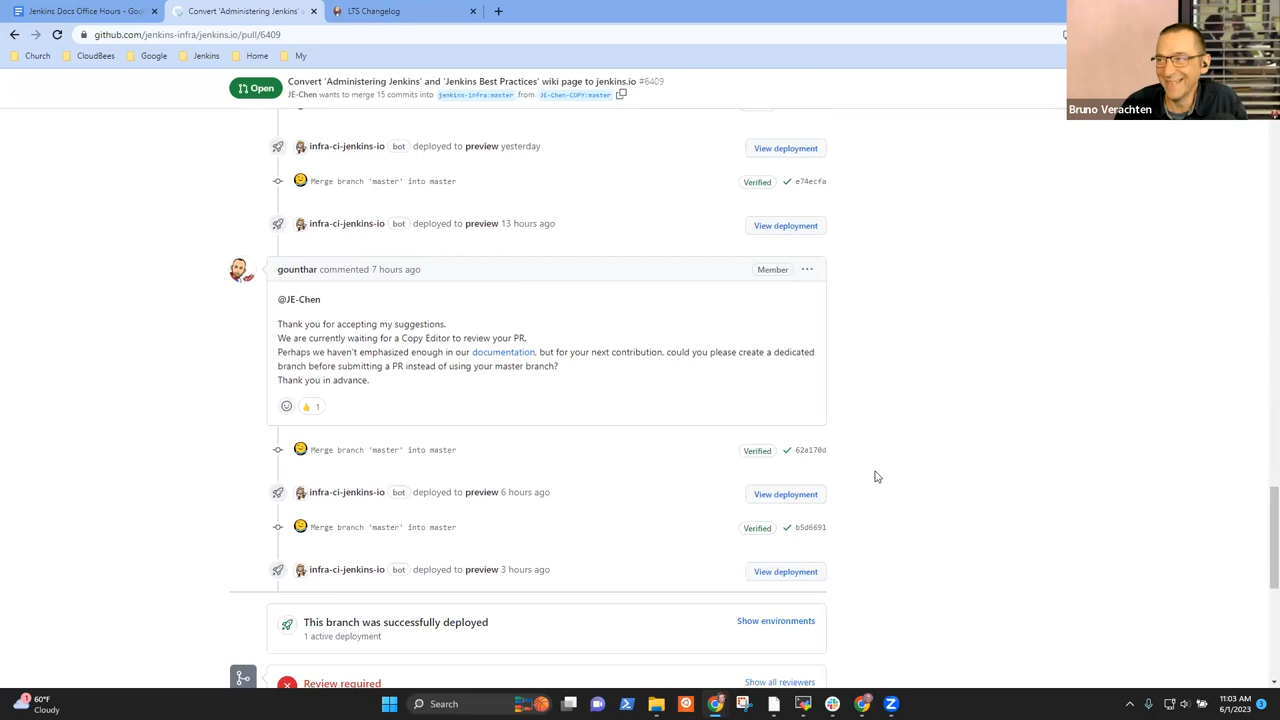 Jenkins Docs Office Hours - Goo
Convert 'Administering Jenkins'
LTS Changelog
github.com/jenkins-infra/jenkins.io/pull/6409
Church
CloudBees
Google
Jenkins
Home
My
Open
Convert 'Administering Jenkins' and 'Jenkins Best Practices' wiki page to jenkins.io #6409
JE-Chen wants to merge 15 commits into jenkins-infra:master from JE-Chen-COPY:master
Bruno Verachten
infra-ci-jenkins-io bot deployed to preview yesterday
View deployment
Merge branch 'master' into master
Verified e74ecfa
infra-ci-jenkins-io bot deployed to preview 13 hours ago
View deployment
gounthar commented 7 hours ago
Member
@JE-Chen
Thank you for accepting my suggestions.
We are currently waiting for a Copy Editor to review your PR.
Perhaps we haven't emphasized enough in our documentation, but for your next contribution, could you please create a dedicated
branch before submitting a PR instead of using your master branch?
Thank you in advance.
1
Merge branch 'master' into master
Verified 62a170d
infra-ci-jenkins-io bot deployed to preview 6 hours ago
View deployment
Merge branch 'master' into master
Verified b5d6691
infra-ci-jenkins-io bot deployed to preview 3 hours ago
View deployment
This branch was successfully deployed
Show environments
1 active deployment
Review required
Show all reviewers
60°F
Cloudy
Search
11:03 AM
6/1/2023